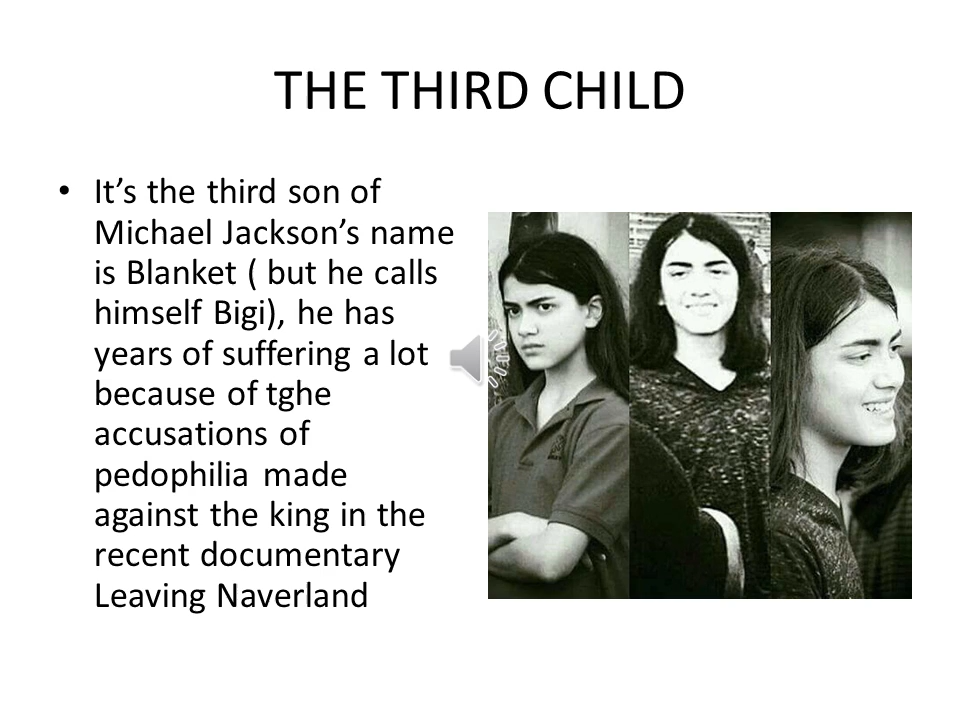 THE THIRD CHILD
• It’s the third son of
Michael Jackson’s name
is Blanket ( but he calls
himself Bigi), he has
years of suffering a lot
because of tghe
accusations of
pedophilia made
against the king in the
recent documentary
Leaving Naverland